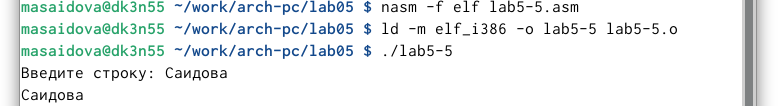 masaidova@dk3n55 ~/work/arch-pc/lab05 $ nasm -f elf lab5-5.asm
masaidova@dk3n55 ~/work/arch-pc/lab05 $ ld -m elf_i386 -o lab5-5 lab5-5.o
masaidova@dk3n55 ~/work/arch-pc/lab05 $ ./lab5-5
Введите строку: Саидова
Саидова